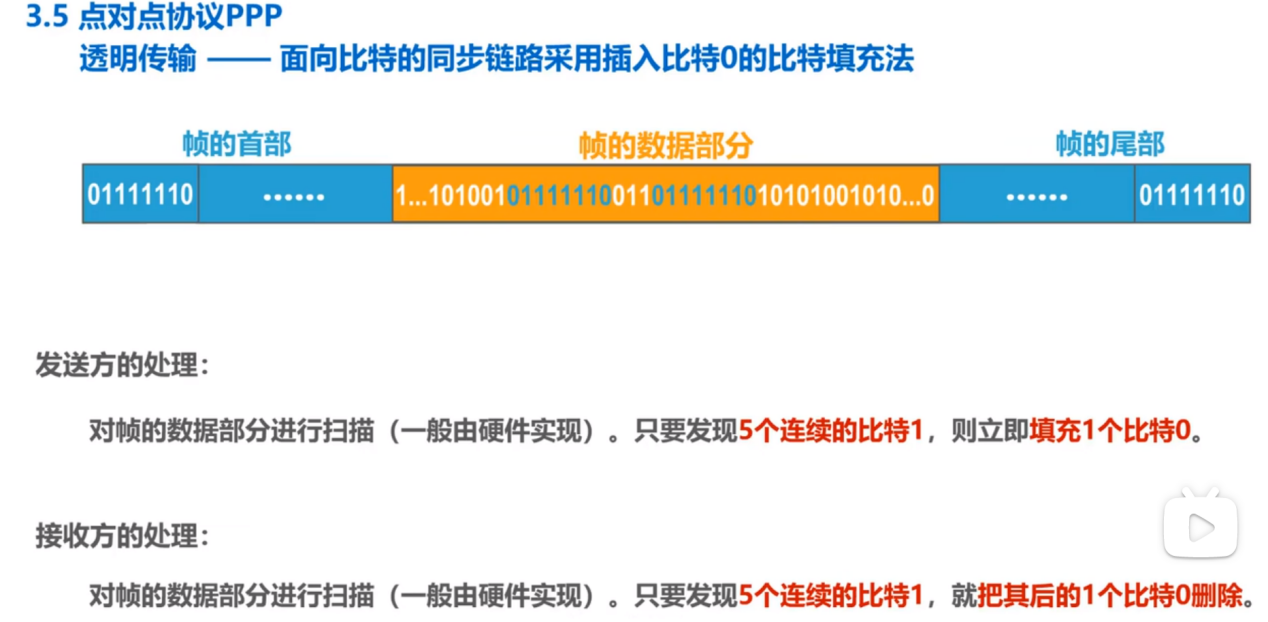 3.5 点对点协议PPP
透明传输 —— 面向比特的同步链路采用插入比特0的比特填充法
帧的首部 帧的数据部分 帧的尾部
01111110 …… 1...101001011111100110111111010101001010...0 …… 01111110
发送方的处理：
对帧的数据部分进行扫描（一般由硬件实现）。只要发现5个连续的比特1，则立即填充1个比特0。
接收方的处理：
对帧的数据部分进行扫描（一般由硬件实现）。只要发现5个连续的比特1，就把其后的1个比特0删除。